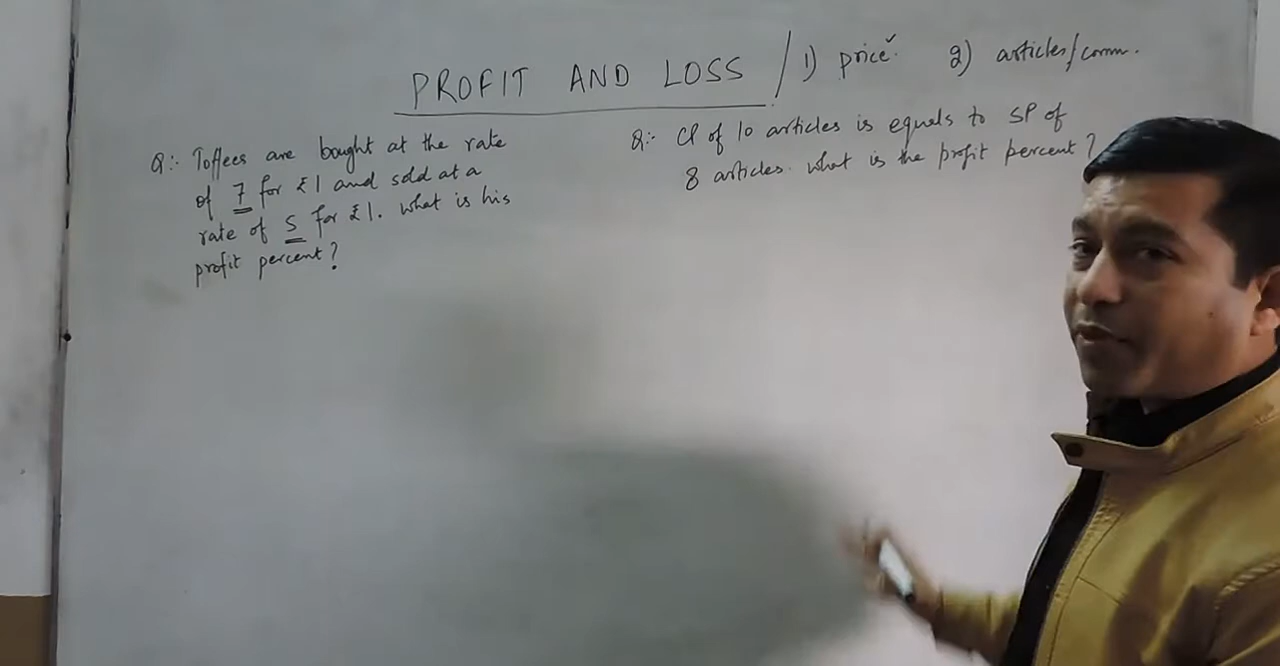 PROFIT AND LOSS / 1) price ✓ 2) articles/comm.
Q:- Toffees are bought at the rate
of 7 for ₹1 and sold at a
rate of 5 for ₹1. what is his
profit percent?
Q:- CP of 10 articles is equals to SP of
8 articles. what is the profit percent?